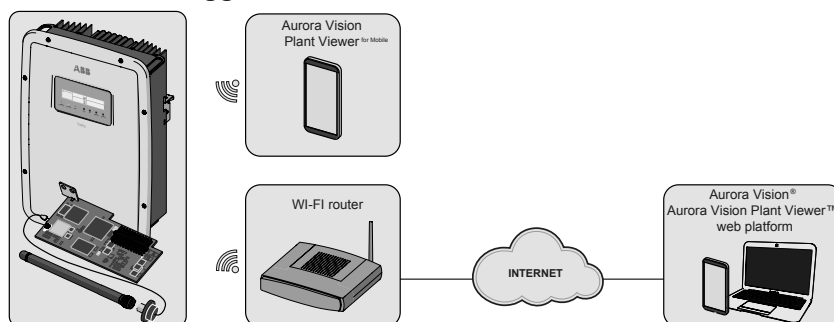 ABB
Aurora Vision
Plant Viewer for Mobile
WI-FI router
INTERNET
Aurora Vision®
Aurora Vision Plant Viewer™
web platform